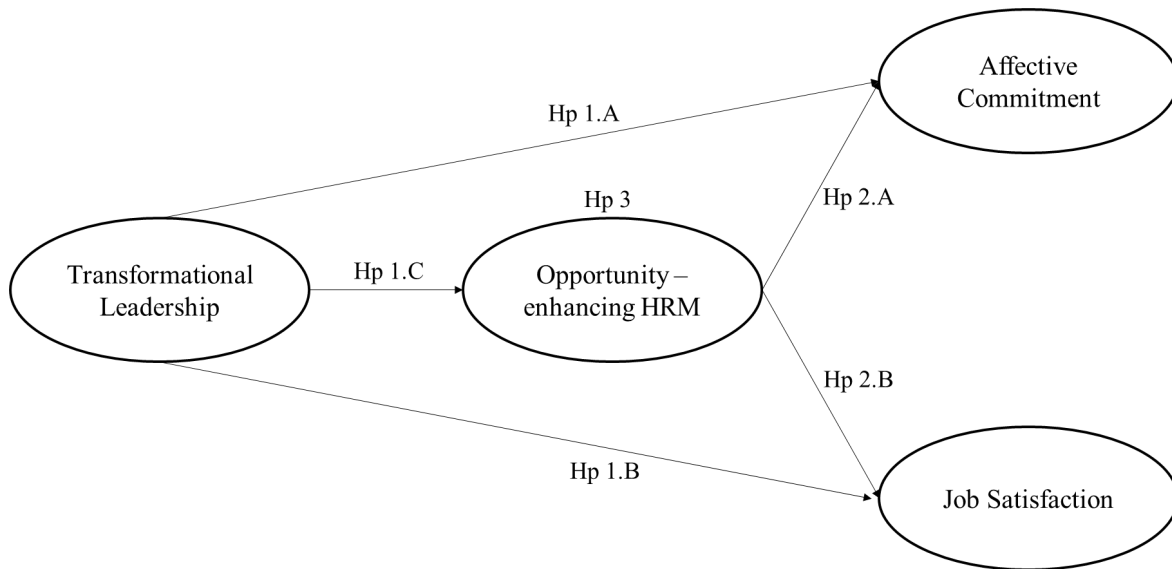 Affective
Commitment
Hp 1.A
Hp 3
Hp 2.A
Transformational
Leadership
Hp 1.C
Opportunity –
enhancing HRM
Hp 2.B
Hp 1.B
Job Satisfaction